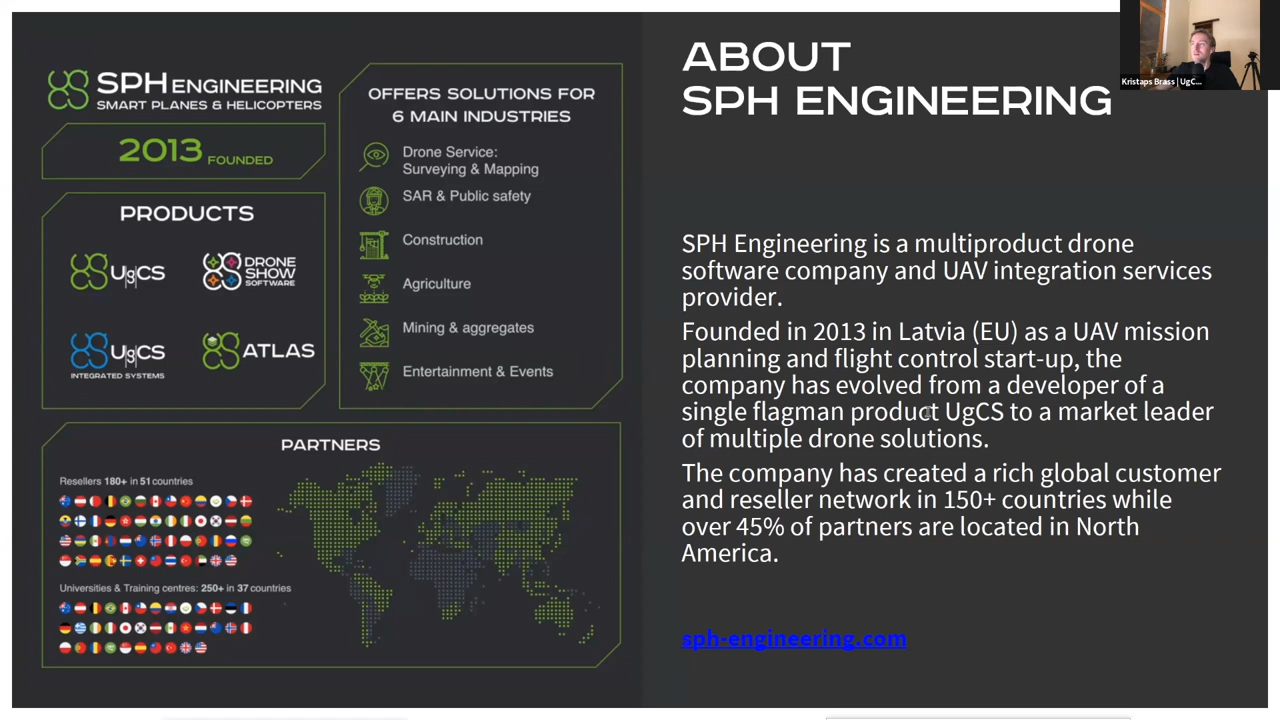 SPH ENGINEERING
SMART PLANES & HELICOPTERS
2013 FOUNDED
PRODUCTS
UgCS
DRONE
SHOW
SOFTWARE
UgCS
INTEGRATED SYSTEMS
ATLAS
OFFERS SOLUTIONS FOR
6 MAIN INDUSTRIES
Drone Service:
Surveying & Mapping
SAR & Public safety
Construction
Agriculture
Mining & aggregates
Entertainment & Events
PARTNERS
Resellers 180+ in 51 countries
Universities & Training centres: 250+ in 37 countries
ABOUT
SPH ENGINEERING
Kristaps Brass | UgC...
SPH Engineering is a multiproduct drone
software company and UAV integration services
provider.
Founded in 2013 in Latvia (EU) as a UAV mission
planning and flight control start-up, the
company has evolved from a developer of a
single flagman product UgCS to a market leader
of multiple drone solutions.
The company has created a rich global customer
and reseller network in 150+ countries while
over 45% of partners are located in North
America.
sph-engineering.com